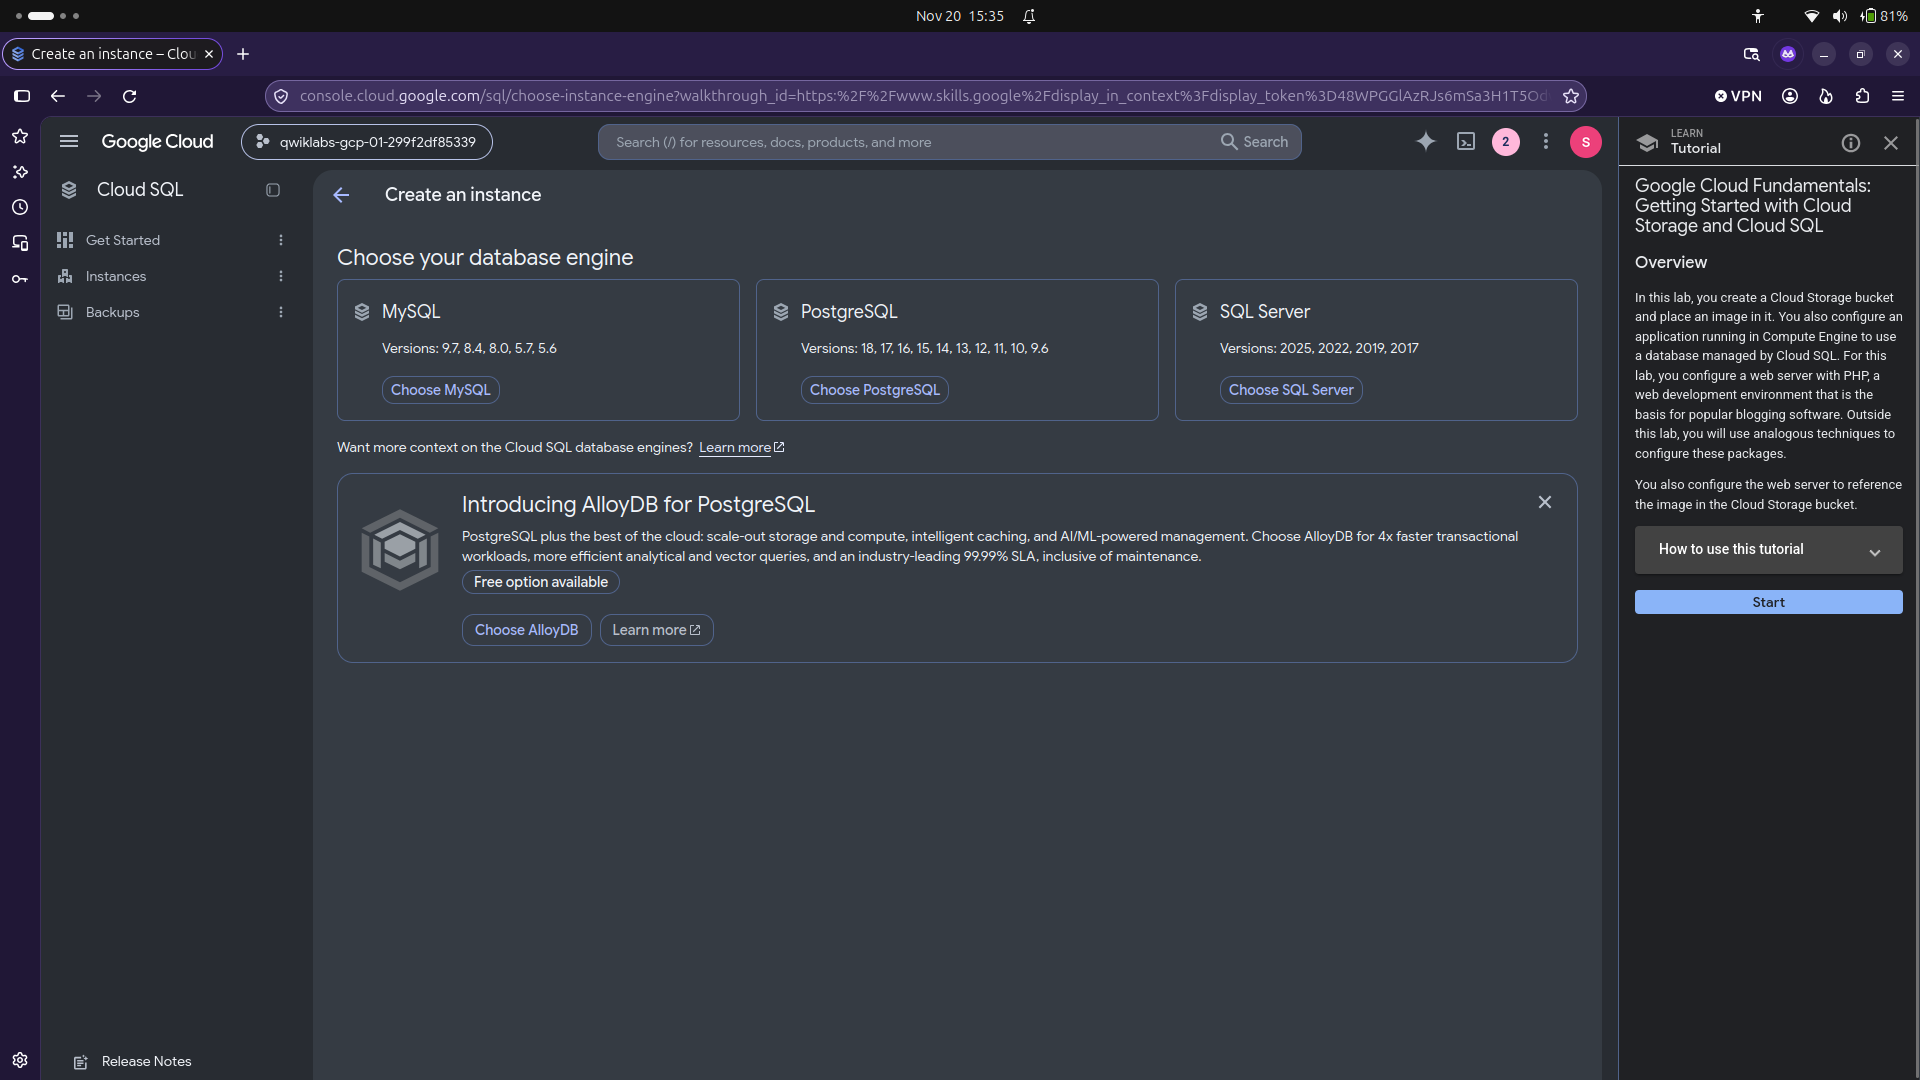 Nov 20 15:35
81%
Create an instance – Clou
console.cloud.google.com/sql/choose-instance-engine?walkthrough_id=https:%2F%2Fwww.skills.google%2Fdisplay_in_context%3Fdisplay_token%3D48WPGGlAzRJs6mSa3H1T5Od
VPN
Google Cloud
qwiklabs-gcp-01-299f2df85339
Search (/) for resources, docs, products, and more
Search
2
S
Cloud SQL
Get Started
Instances
Backups
Release Notes
Create an instance
Choose your database engine
MySQL
Versions: 9.7, 8.4, 8.0, 5.7, 5.6
Choose MySQL
PostgreSQL
Versions: 18, 17, 16, 15, 14, 13, 12, 11, 10, 9.6
Choose PostgreSQL
SQL Server
Versions: 2025, 2022, 2019, 2017
Choose SQL Server
Want more context on the Cloud SQL database engines? Learn more
Introducing AlloyDB for PostgreSQL
PostgreSQL plus the best of the cloud: scale-out storage and compute, intelligent caching, and AI/ML-powered management. Choose AlloyDB for 4x faster transactional
workloads, more efficient analytical and vector queries, and an industry-leading 99.99% SLA, inclusive of maintenance.
Free option available
Choose AlloyDB
Learn more
LEARN
Tutorial
Google Cloud Fundamentals:
Getting Started with Cloud
Storage and Cloud SQL
Overview
In this lab, you create a Cloud Storage bucket
and place an image in it. You also configure an
application running in Compute Engine to use
a database managed by Cloud SQL. For this
lab, you configure a web server with PHP, a
web development environment that is the
basis for popular blogging software. Outside
this lab, you will use analogous techniques to
configure these packages.
You also configure the web server to reference
the image in the Cloud Storage bucket.
How to use this tutorial
Start